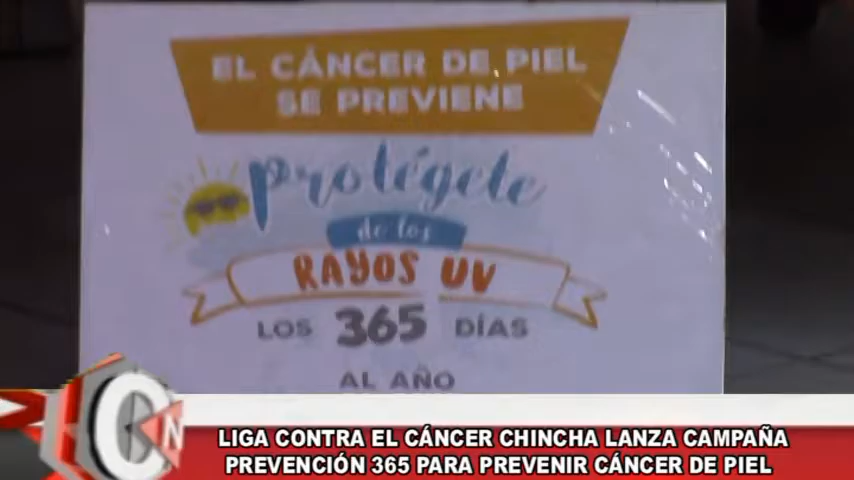 EL CÁNCER DE PIEL
SE PREVIENE
Protégete
de los
RAYOS UV
LOS 365 DÍAS
AL AÑO
CN
LIGA CONTRA EL CÁNCER CHINCHA LANZA CAMPAÑA
PREVENCIÓN 365 PARA PREVENIR CÁNCER DE PIEL